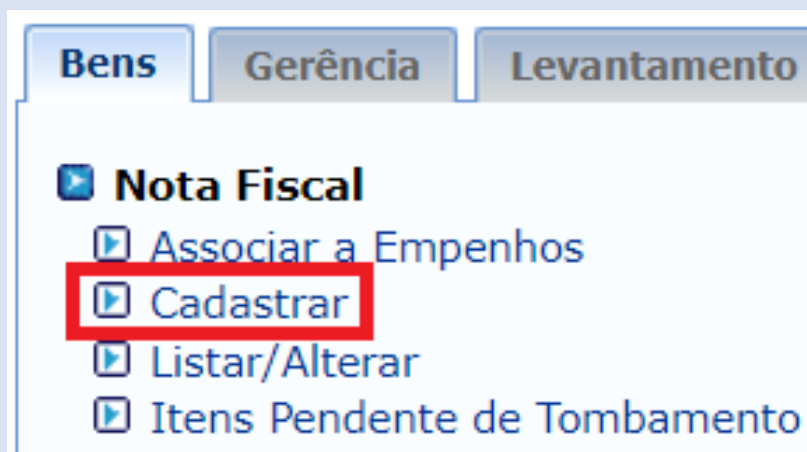 Bens Gerência Levantamento
Nota Fiscal
Associar a Empenhos
Cadastrar
Listar/Alterar
Itens Pendente de Tombamento